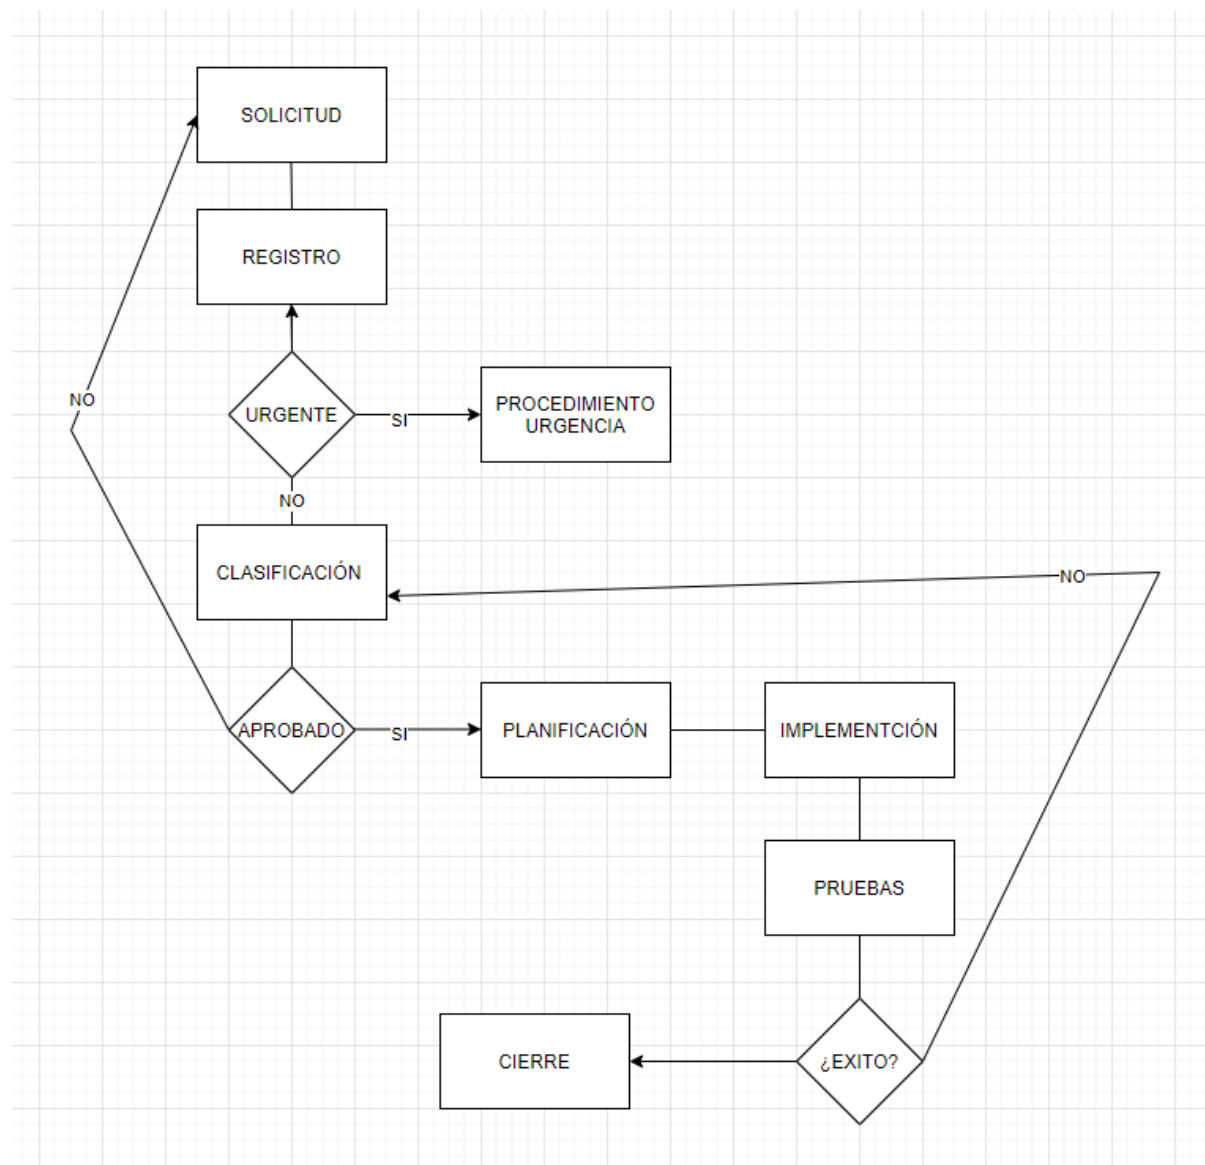 SOLICITUD
REGISTRO
NO
URGENTE
SI
PROCEDIMIENTO
URGENCIA
NO
CLASIFICACIÓN
NO
APROBADO
SI
PLANIFICACIÓN
IMPLEMENTCIÓN
PRUEBAS
CIERRE
¿EXITO?